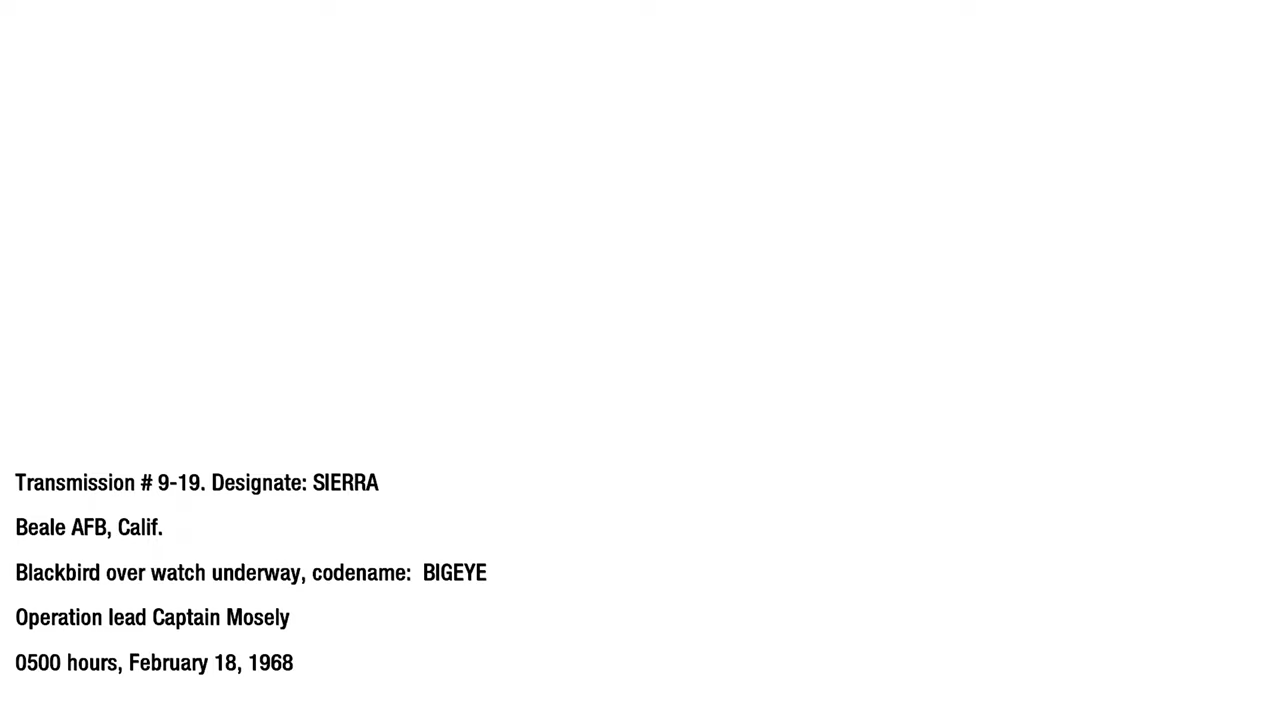 Transmission # 9-19. Designate: SIERRA
Beale AFB, Calif.
Blackbird over watch underway, codename:  BIGEYE
Operation lead Captain Mosely
0500 hours, February 18, 1968